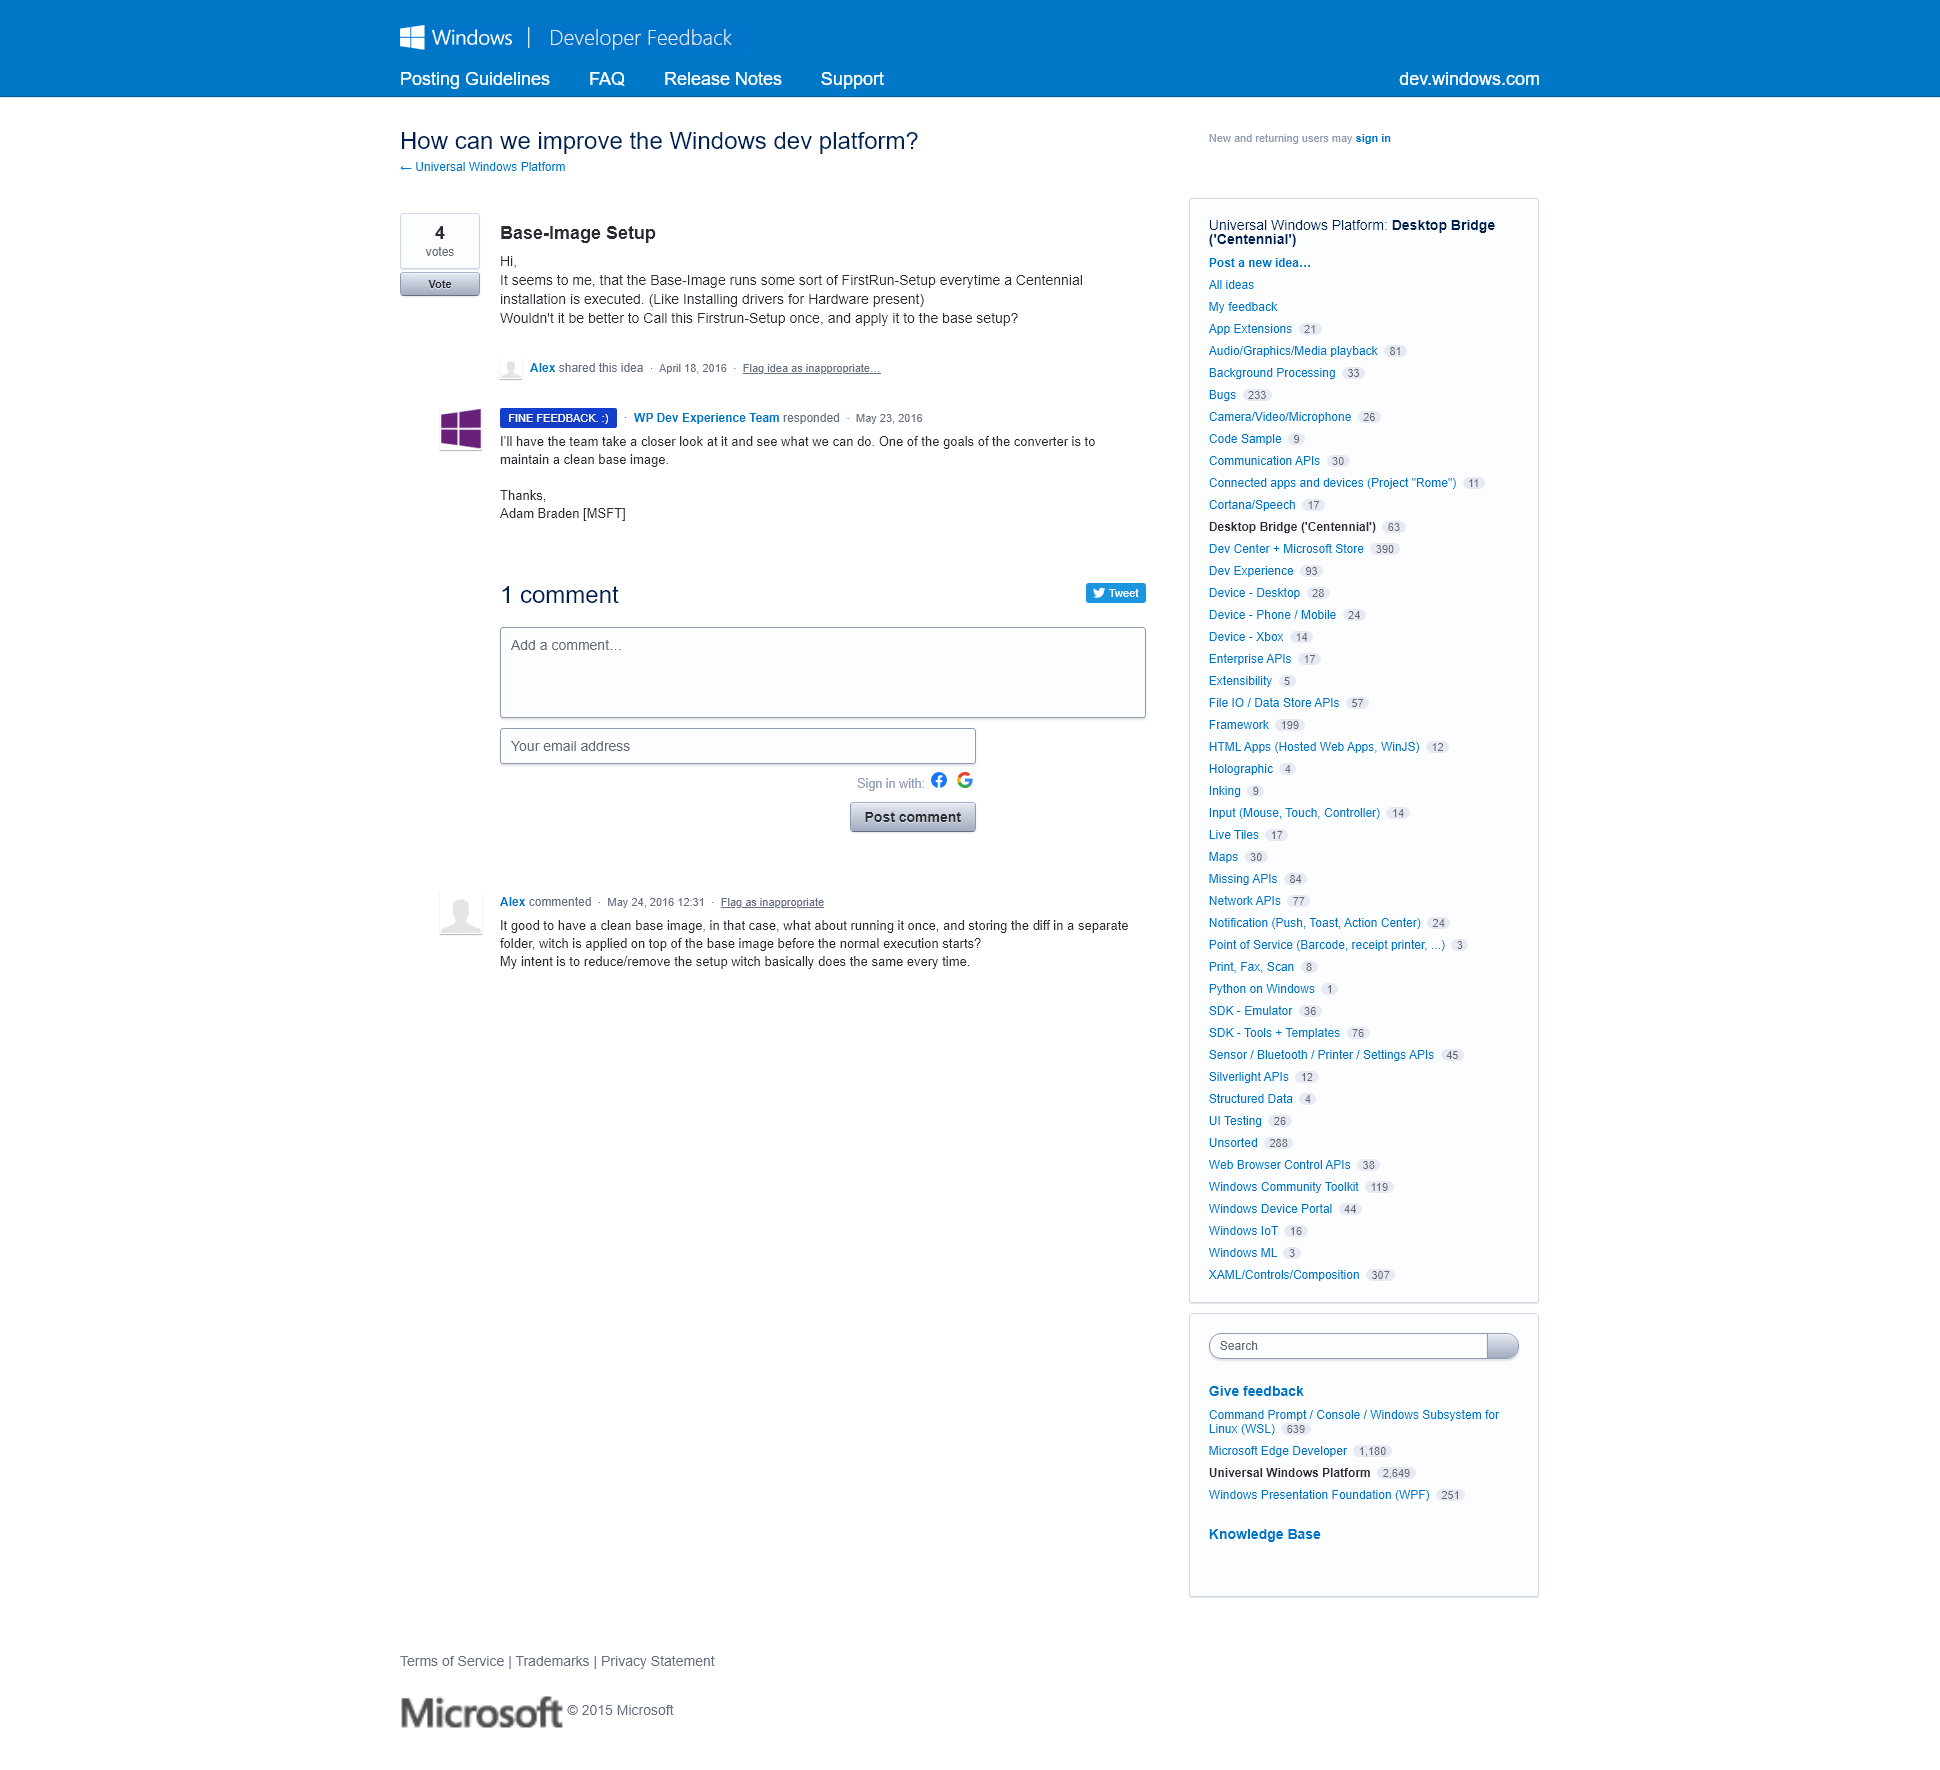 Windows | Developer Feedback
Posting Guidelines FAQ Release Notes Support dev.windows.com
How can we improve the Windows dev platform?
← Universal Windows Platform
New and returning users may sign in
4
votes
Vote
Base-Image Setup
Hi,
It seems to me, that the Base-Image runs some sort of FirstRun-Setup everytime a Centennial
installation is executed. (Like Installing drivers for Hardware present)
Wouldn't it be better to Call this Firstrun-Setup once, and apply it to the base setup?
Alex shared this idea · April 18, 2016 · Flag idea as inappropriate…
FINE FEEDBACK. :) · WP Dev Experience Team responded · May 23, 2016
I'll have the team take a closer look at it and see what we can do. One of the goals of the converter is to
maintain a clean base image.
Thanks,
Adam Braden [MSFT]
1 comment
Tweet
Add a comment…
Your email address
Sign in with:
Post comment
Alex commented · May 24, 2016 12:31 · Flag as inappropriate
It good to have a clean base image, in that case, what about running it once, and storing the diff in a separate
folder, witch is applied on top of the base image before the normal execution starts?
My intent is to reduce/remove the setup witch basically does the same every time.
Universal Windows Platform: Desktop Bridge
('Centennial')
Post a new idea…
All ideas
My feedback
App Extensions 21
Audio/Graphics/Media playback 81
Background Processing 33
Bugs 233
Camera/Video/Microphone 26
Code Sample 9
Communication APIs 30
Connected apps and devices (Project "Rome") 11
Cortana/Speech 17
Desktop Bridge ('Centennial') 63
Dev Center + Microsoft Store 390
Dev Experience 93
Device - Desktop 28
Device - Phone / Mobile 24
Device - Xbox 14
Enterprise APIs 17
Extensibility 5
File IO / Data Store APIs 57
Framework 199
HTML Apps (Hosted Web Apps, WinJS) 12
Holographic 4
Inking 9
Input (Mouse, Touch, Controller) 14
Live Tiles 17
Maps 30
Missing APIs 84
Network APIs 77
Notification (Push, Toast, Action Center) 24
Point of Service (Barcode, receipt printer, ...) 3
Print, Fax, Scan 8
Python on Windows 1
SDK - Emulator 36
SDK - Tools + Templates 76
Sensor / Bluetooth / Printer / Settings APIs 45
Silverlight APIs 12
Structured Data 4
UI Testing 26
Unsorted 288
Web Browser Control APIs 38
Windows Community Toolkit 119
Windows Device Portal 44
Windows IoT 16
Windows ML 3
XAML/Controls/Composition 307
Search
Give feedback
Command Prompt / Console / Windows Subsystem for
Linux (WSL) 639
Microsoft Edge Developer 1,180
Universal Windows Platform 2,649
Windows Presentation Foundation (WPF) 251
Knowledge Base
Terms of Service | Trademarks | Privacy Statement
Microsoft © 2015 Microsoft